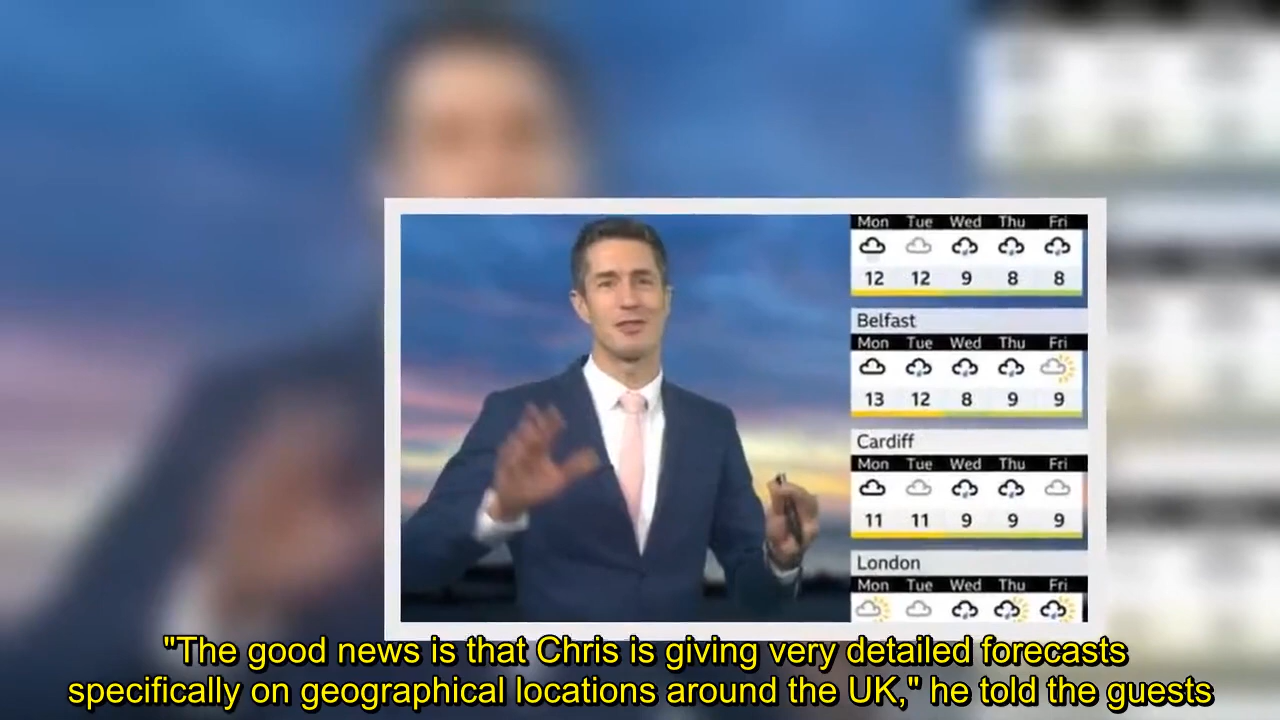 Mon Tue Wed Thu Fri
12 12 9 8 8
Belfast
Mon Tue Wed Thu Fri
13 12 8 9 9
Cardiff
Mon Tue Wed Thu Fri
11 11 9 9 9
London
Mon Tue Wed Thu Fri
"The good news is that Chris is giving very detailed forecasts
specifically on geographical locations around the UK," he told the guests